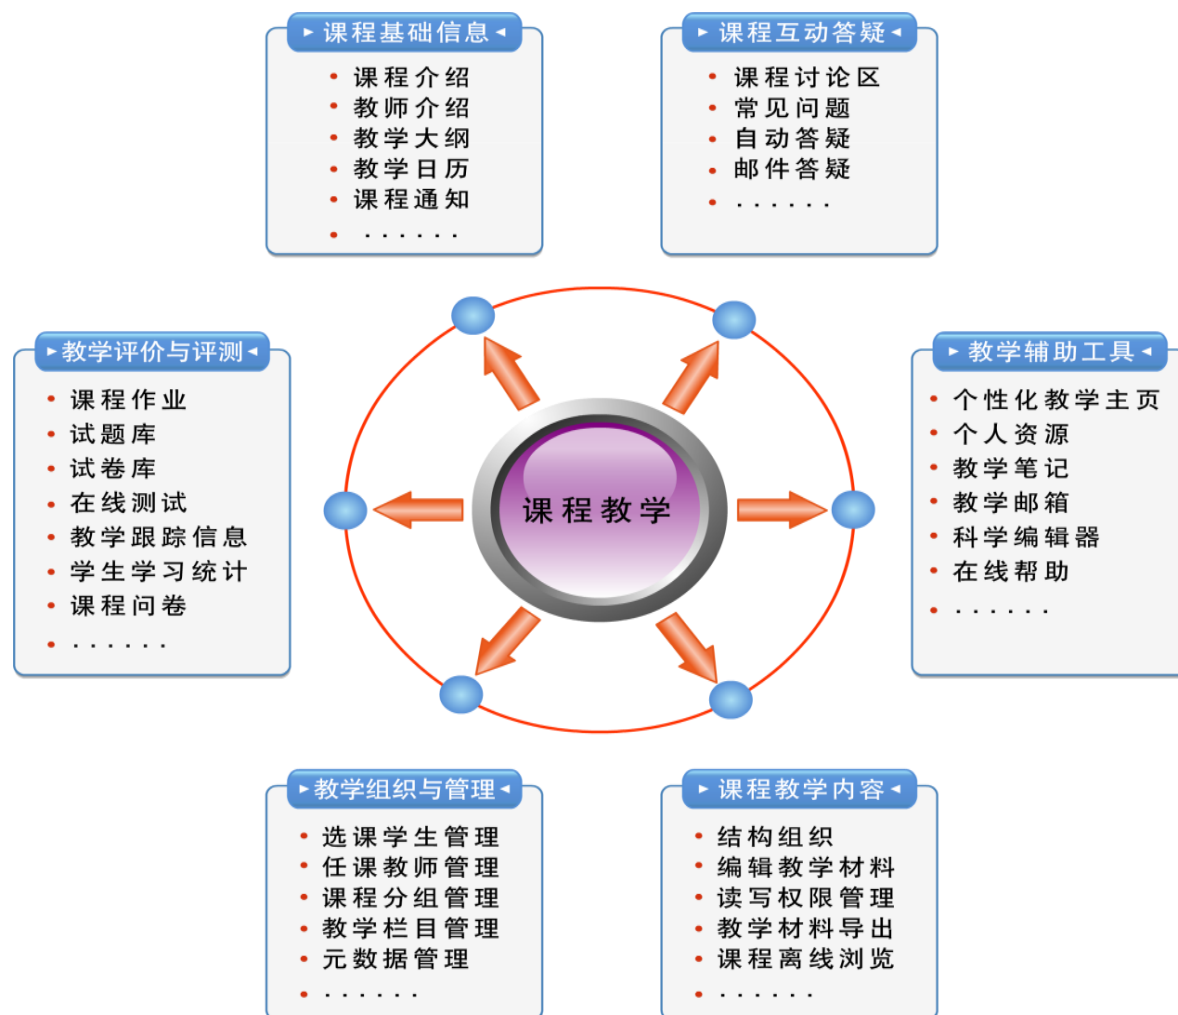 课程基础信息
课程介绍
教师介绍
教学大纲
教学日历
课程通知
······
课程互动答疑
课程讨论区
常见问题
自动答疑
邮件答疑
······
教学评价与评测
课程作业
试题库
试卷库
在线测试
教学跟踪信息
学生学习统计
课程问卷
······
课程教学
教学辅助工具
个性化教学主页
个人资源
教学笔记
教学邮箱
科学编辑器
在线帮助
······
教学组织与管理
选课学生管理
任课教师管理
课程分组管理
教学栏目管理
元数据管理
······
课程教学内容
结构组织
编辑教学材料
读写权限管理
教学材料导出
课程离线浏览
······